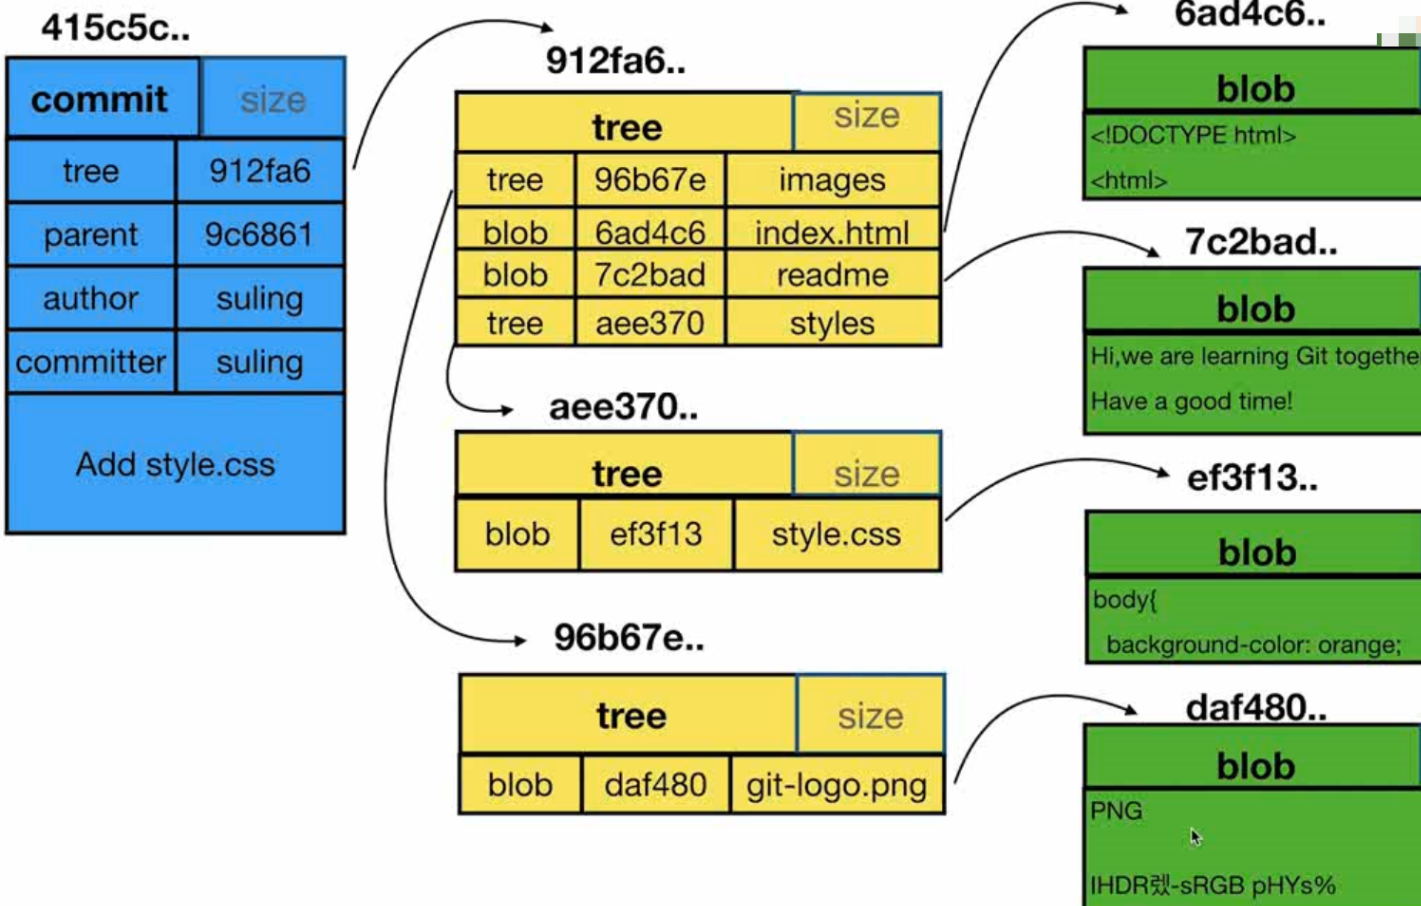 415c5c..
commit size
tree 912fa6
parent 9c6861
author suling
committer suling
Add style.css
912fa6..
tree size
tree 96b67e images
blob 6ad4c6 index.html
blob 7c2bad readme
tree aee370 styles
aee370..
tree size
blob ef3f13 style.css
96b67e..
tree size
blob daf480 git-logo.png
6ad4c6..
blob
<!DOCTYPE html>
<html>
7c2bad..
blob
Hi,we are learning Git togethe
Have a good time!
ef3f13..
blob
body{
background-color: orange;
daf480..
blob
PNG
IHDR렜-sRGB pHYs%